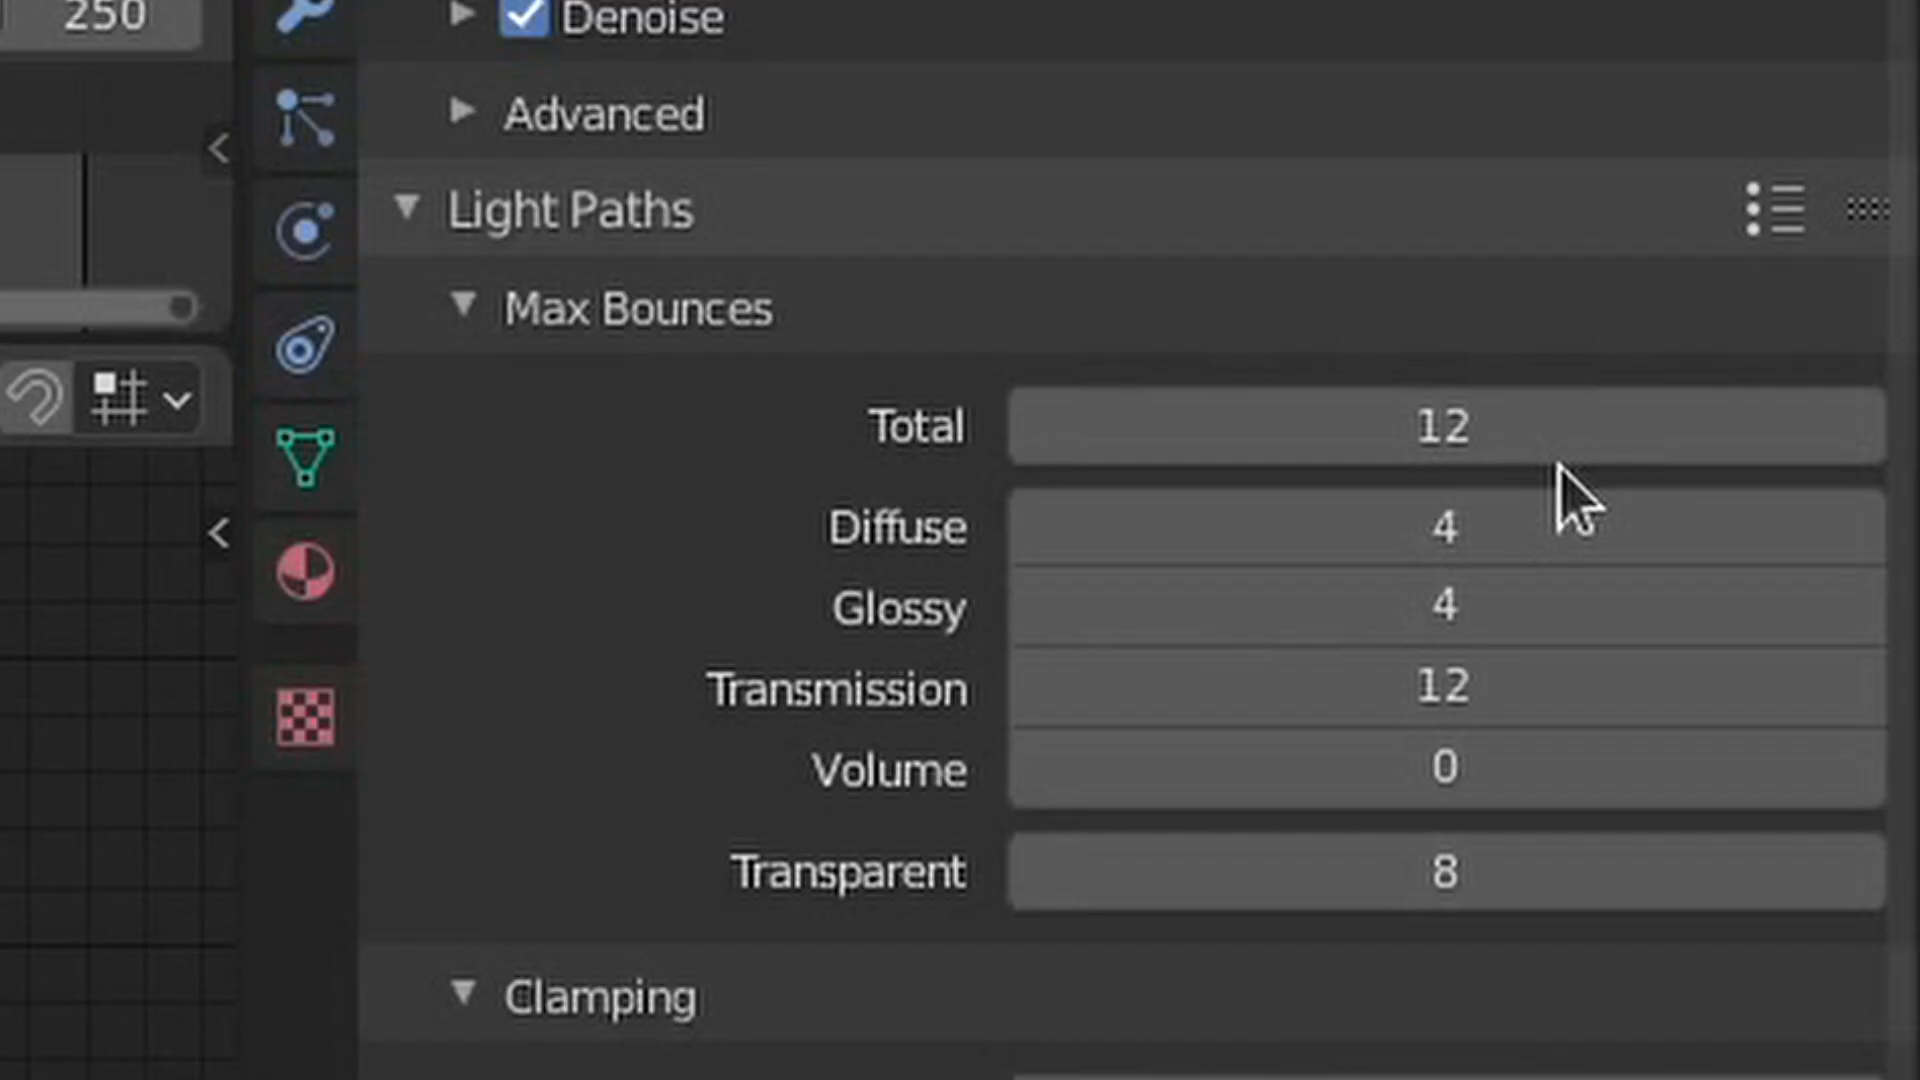 250
Denoise
Advanced
Light Paths
Max Bounces
Total 12
Diffuse 4
Glossy 4
Transmission 12
Volume 0
Transparent 8
Clamping